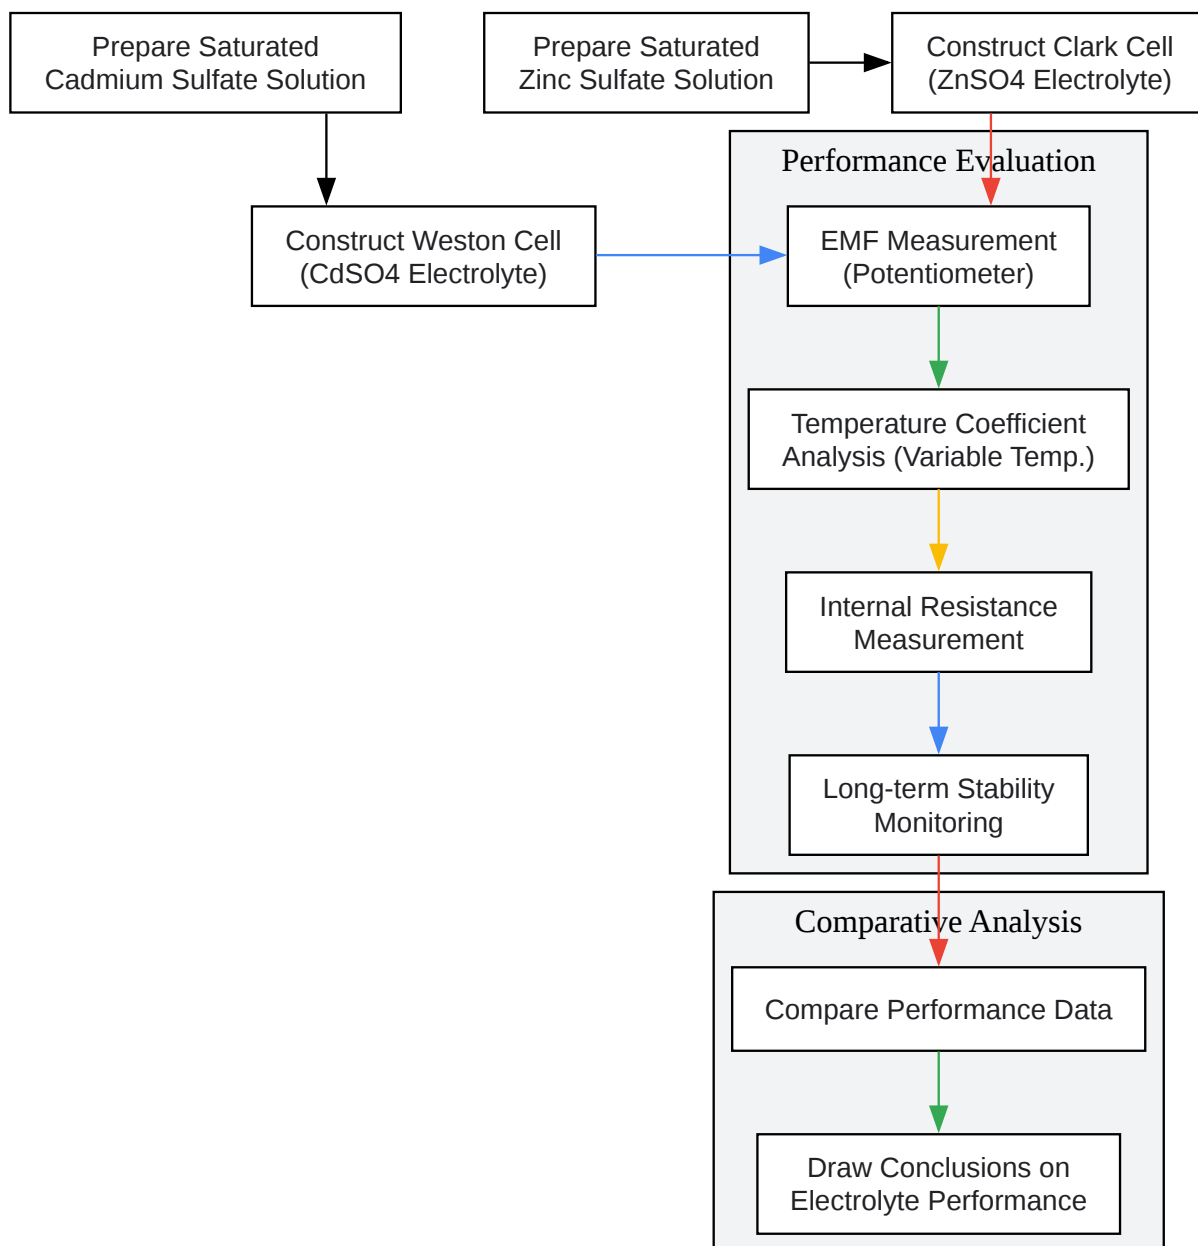 Prepare Saturated
Cadmium Sulfate Solution
Prepare Saturated
Zinc Sulfate Solution
Construct Clark Cell
(ZnSO4 Electrolyte)
Performance Evaluation
Construct Weston Cell
(CdSO4 Electrolyte)
EMF Measurement
(Potentiometer)
Temperature Coefficient
Analysis (Variable Temp.)
Internal Resistance
Measurement
Long-term Stability
Monitoring
Comparative Analysis
Compare Performance Data
Draw Conclusions on
Electrolyte Performance